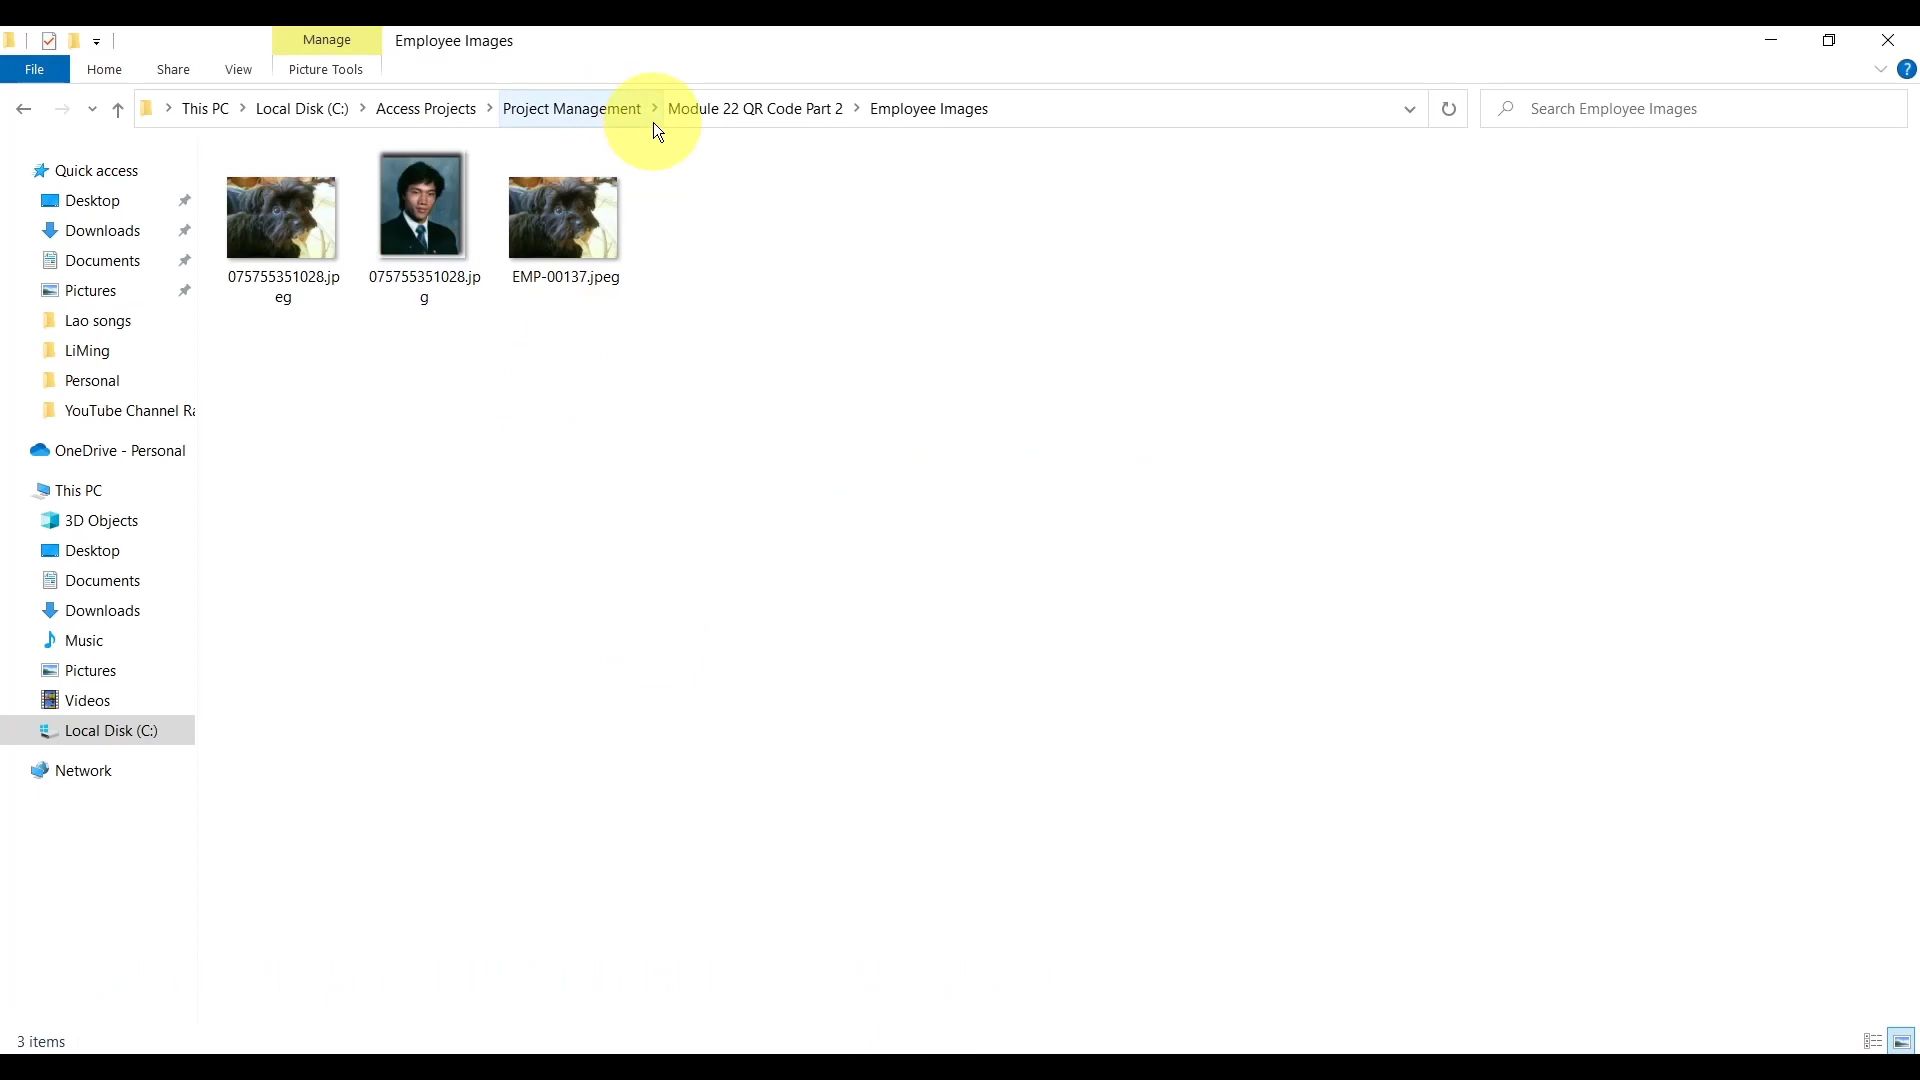 Manage
Employee Images
File
Home
Share
View
Picture Tools
?
This PC
Local Disk (C:)
Access Projects
Project Management
Module 22 QR Code Part 2
Employee Images
Search Employee Images
Quick access
Desktop
Downloads
Documents
Pictures
Lao songs
LiMing
Personal
YouTube Channel Ra
OneDrive - Personal
This PC
3D Objects
Desktop
Documents
Downloads
Music
Pictures
Videos
Local Disk (C:)
Network
075755351028.jp
eg
075755351028.jp
g
EMP-00137.jpeg
3 items